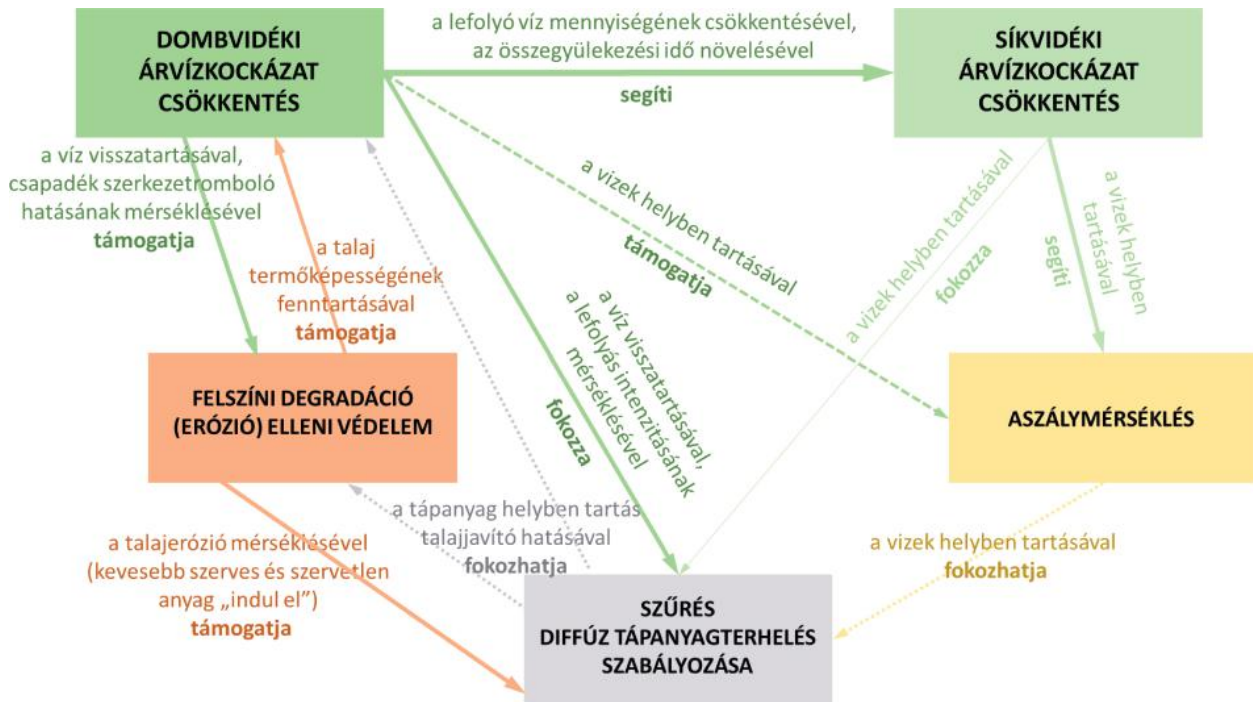 DOMBVIDÉKI
ÁRVÍZKOCKÁZAT
CSÖKKENTÉS
a lefolyó víz mennyiségének csökkentésével,
az összegyülekezési idő növelésével
segíti
SÍKVIDÉKI
ÁRVÍZKOCKÁZAT
CSÖKKENTÉS
a víz visszatartásával,
csapadék szerkezetromboló
hatásának mérséklésével
támogatja
a talaj
termőképességének
fenntartásával
támogatja
a vizek helyben tartásával
támogatja
a víz visszatartásával,
a lefolyás intenzitásának
mérséklésével
fokozza
a vizek helyben tartásával
fokozza
a vizek helyben
tartásával
segíti
FELSZÍNI DEGRADÁCIÓ
(ERÓZIÓ) ELLENI VÉDELEM
ASZÁLYMÉRSÉKLÉS
a tápanyag helyben tartás
talajjavító hatásával
fokozhatja
a talajerózió mérséklésével
(kevesebb szerves és szervetlen
anyag „indul el”)
támogatja
a vizek helyben tartásával
fokozhatja
SZŰRÉS
DIFFÚZ TÁPANYAGTERHELÉS
SZABÁLYOZÁSA